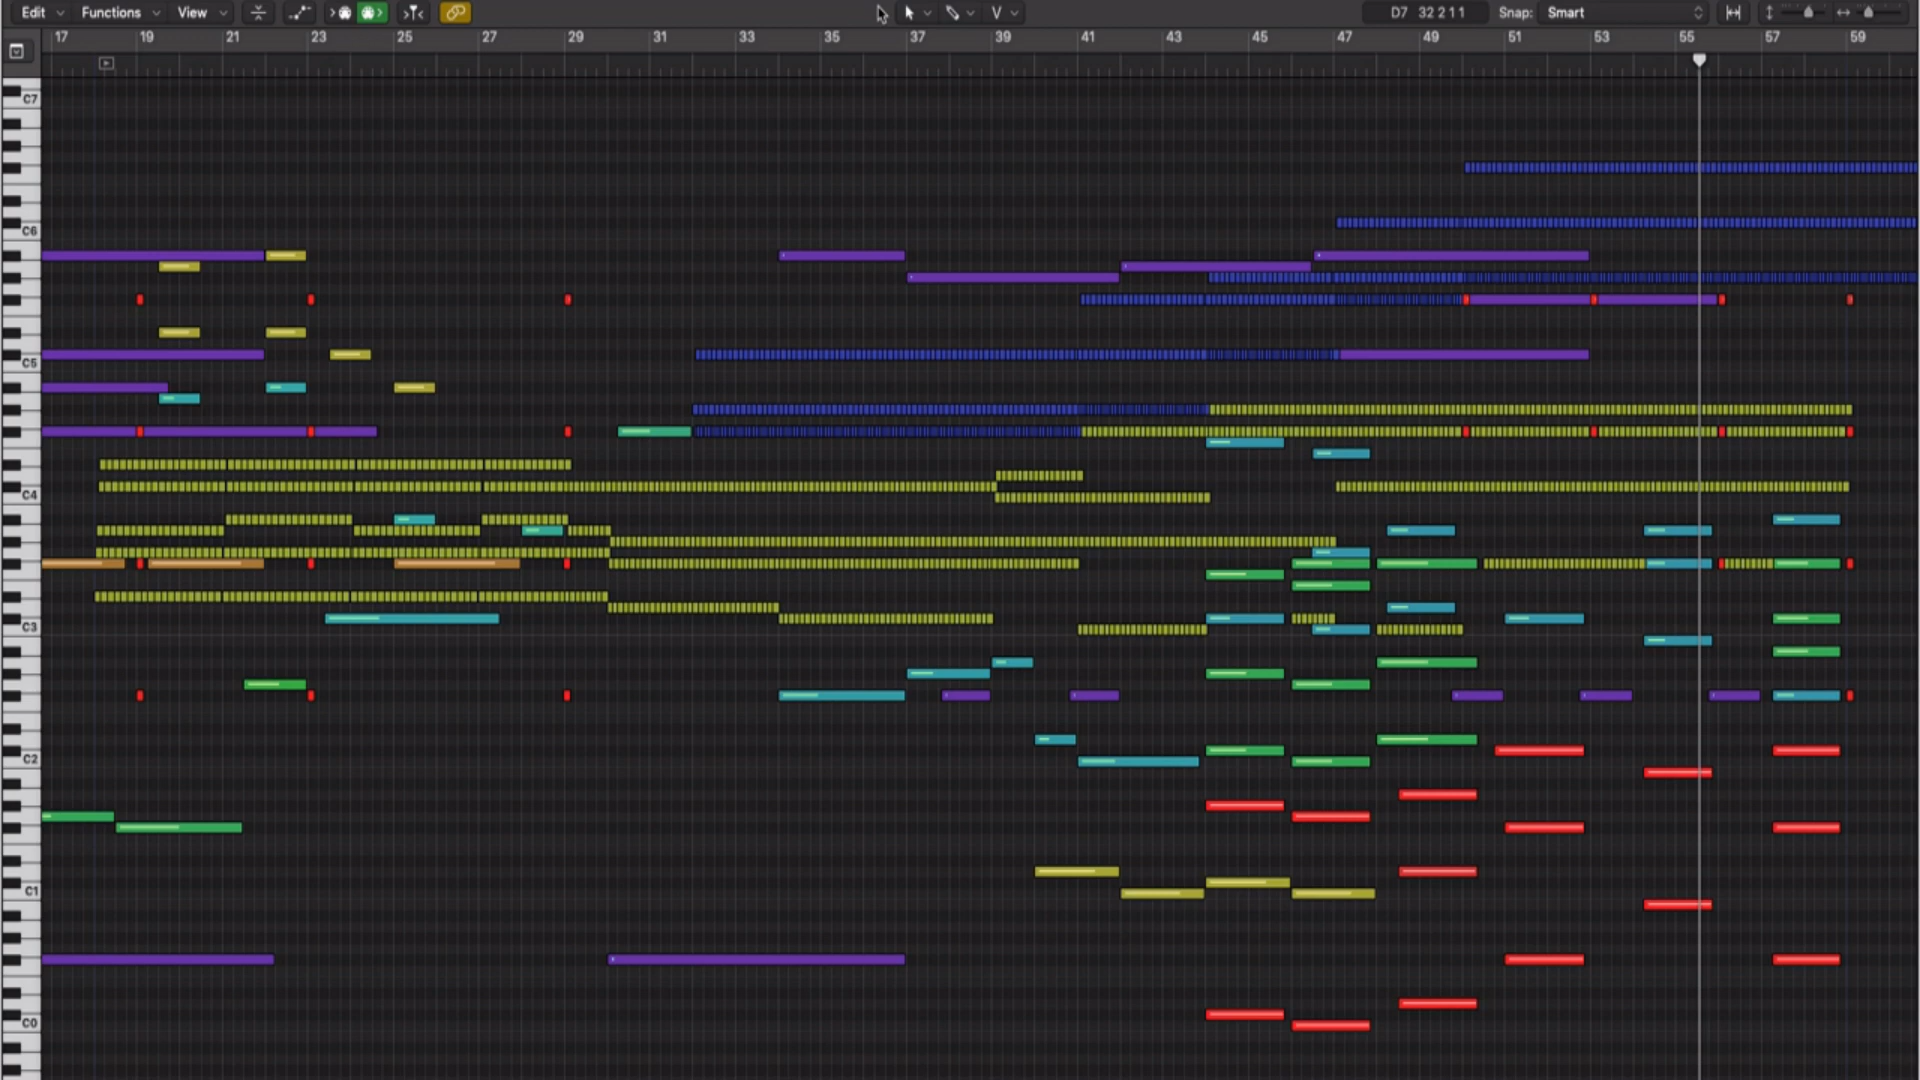 Edit Functions View V D7 32 2 1 1 Snap: Smart
17 19 21 23 25 27 29 31 33 35 37 39 41 43 45 47 49 51 53 55 57 59
C7
C6
C5
C4
C3
C2
C1
C0